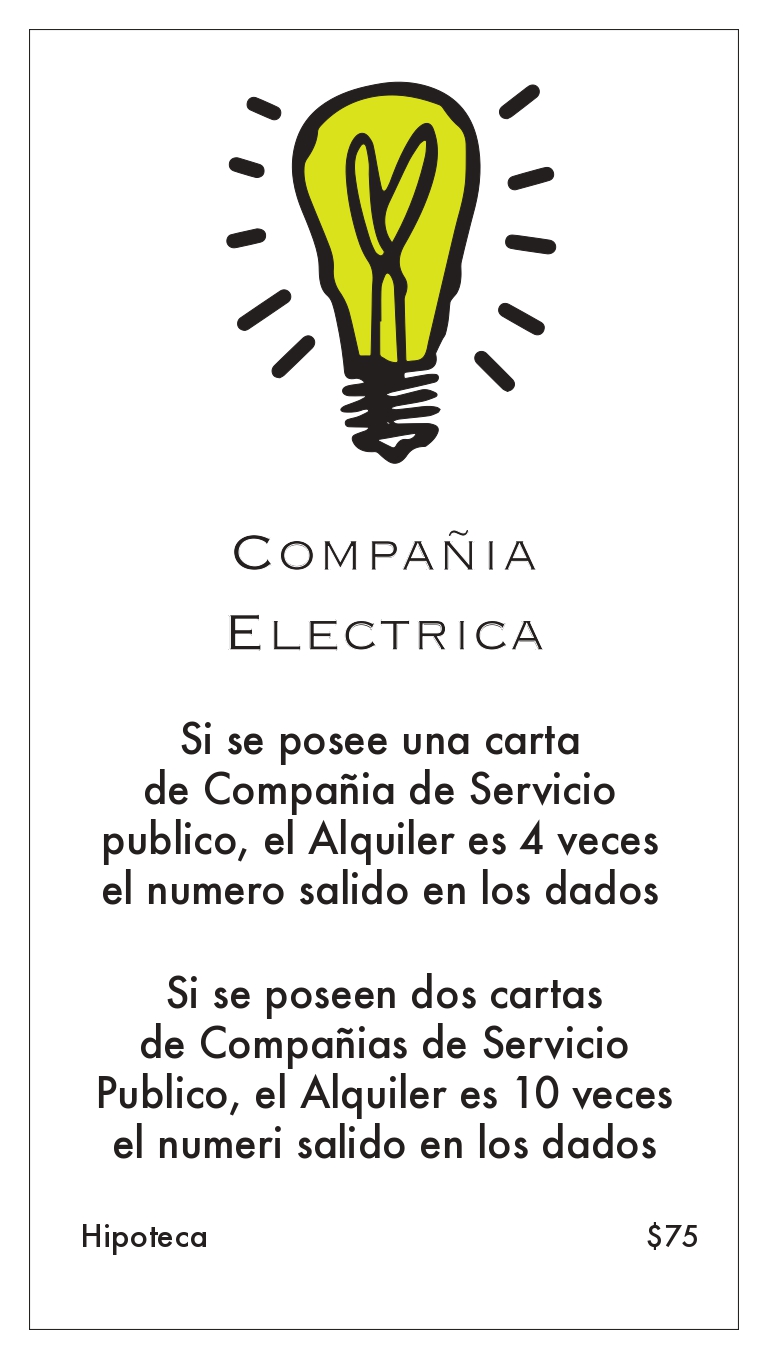 COMPAÑIA
ELECTRICA
Si se posee una carta
de Compañia de Servicio
publico, el Alquiler es 4 veces
el numero salido en los dados
Si se poseen dos cartas
de Compañias de Servicio
Publico, el Alquiler es 10 veces
el numeri salido en los dados
Hipoteca $75